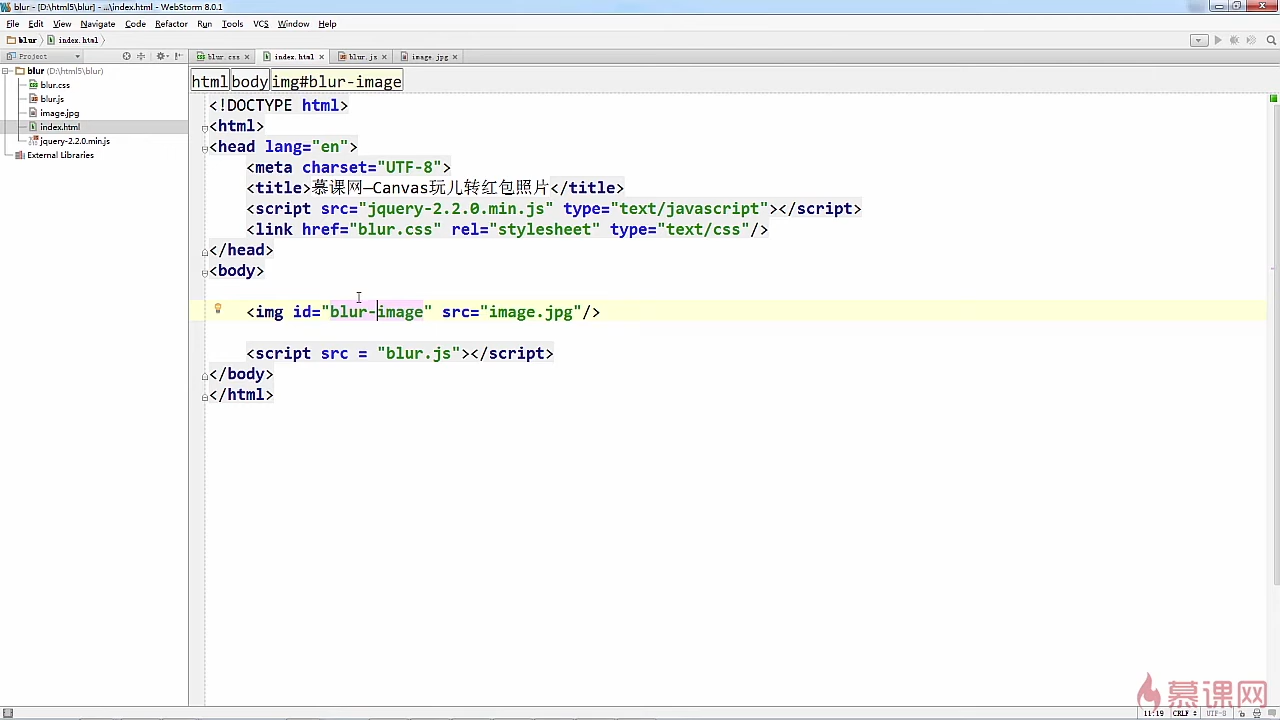 blur - [D:\html5\blur] - ...\index.html - WebStorm 8.0.1
File Edit View Navigate Code Refactor Run Tools VCS Window Help
blur index.html
Project blur.css index.html blur.js image.jpg
blur (D:\html5\blur)
blur.css
blur.js
image.jpg
index.html
jquery-2.2.0.min.js
External Libraries
html body img#blur-image
<!DOCTYPE html>
<html>
<head lang="en">
<meta charset="UTF-8">
<title>慕课网—Canvas玩儿转红包照片</title>
<script src="jquery-2.2.0.min.js" type="text/javascript"></script>
<link href="blur.css" rel="stylesheet" type="text/css"/>
</head>
<body>
<img id="blur-image" src="image.jpg"/>
<script src = "blur.js"></script>
</body>
</html>
慕课网
11:19 CRLF UTF-8